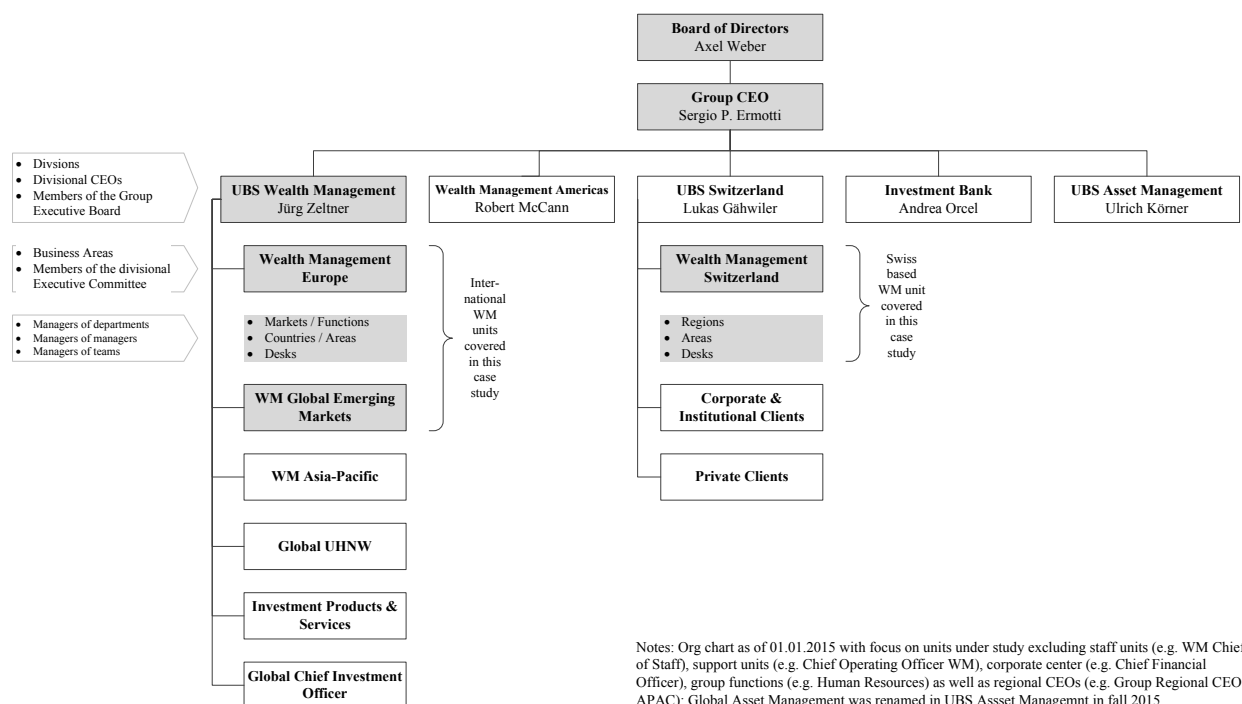 Board of Directors
Axel Weber
Group CEO
Sergio P. Ermotti
• Divsions
• Divisional CEOs
• Members of the Group
Executive Board
UBS Wealth Management
Jürg Zeltner
Wealth Management Americas
Robert McCann
UBS Switzerland
Lukas Gähwiler
Investment Bank
Andrea Orcel
UBS Asset Management
Ulrich Körner
• Business Areas
• Members of the divisional
Executive Committee
Wealth Management
Europe
Wealth Management
Switzerland
• Managers of departments
• Managers of managers
• Managers of teams
• Markets / Functions
• Countries / Areas
• Desks
Inter-
national
WM
units
covered
in this
case
study
• Regions
• Areas
• Desks
Swiss
based
WM unit
covered
in this
case
study
WM Global Emerging
Markets
Corporate &
Institutional Clients
WM Asia-Pacific
Private Clients
Global UHNW
Investment Products &
Services
Global Chief Investment
Officer
Notes: Org chart as of 01.01.2015 with focus on units under study excluding staff units (e.g. WM Chief
of Staff), support units (e.g. Chief Operating Officer WM), corporate center (e.g. Chief Financial
Officer), group functions (e.g. Human Resources) as well as regional CEOs (e.g. Group Regional CEO
APAC); Global Asset Management was renamed in UBS Assset Managemnt in fall 2015